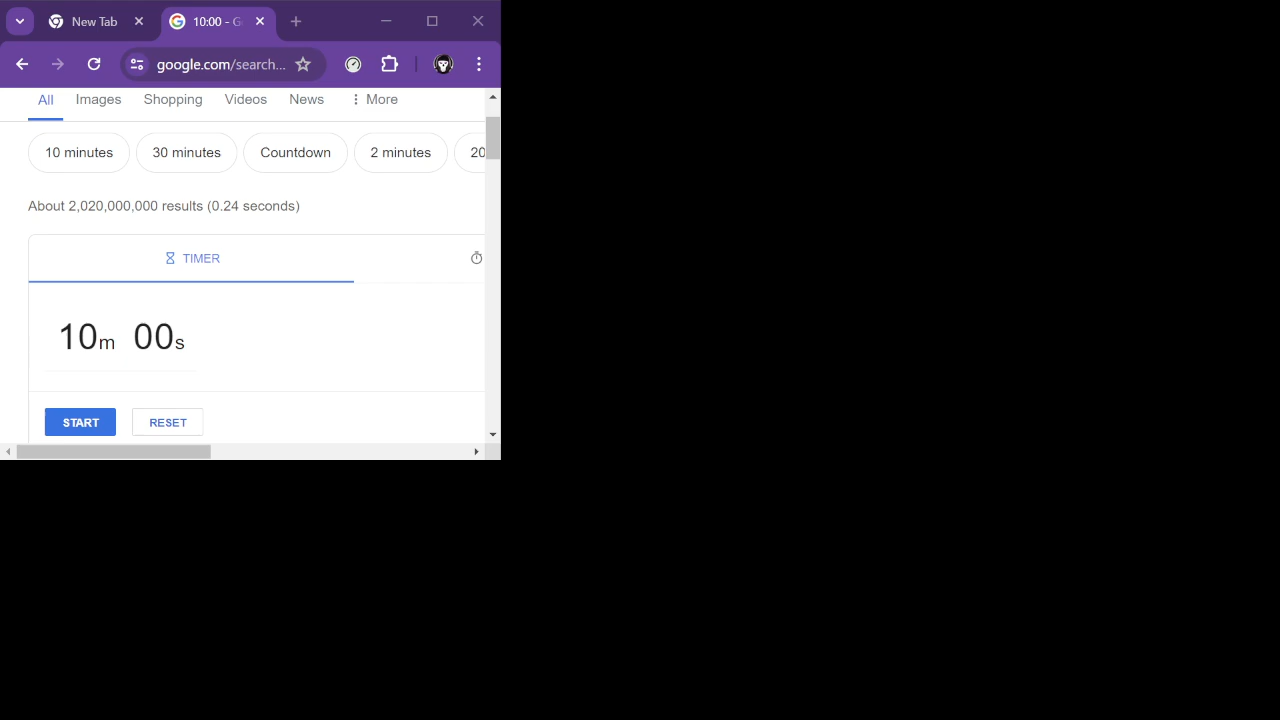 New Tab
10:00 - G
google.com/search...
All Images Shopping Videos News More
10 minutes 30 minutes Countdown 2 minutes 20
About 2,020,000,000 results (0.24 seconds)
TIMER
10m 00s
START RESET